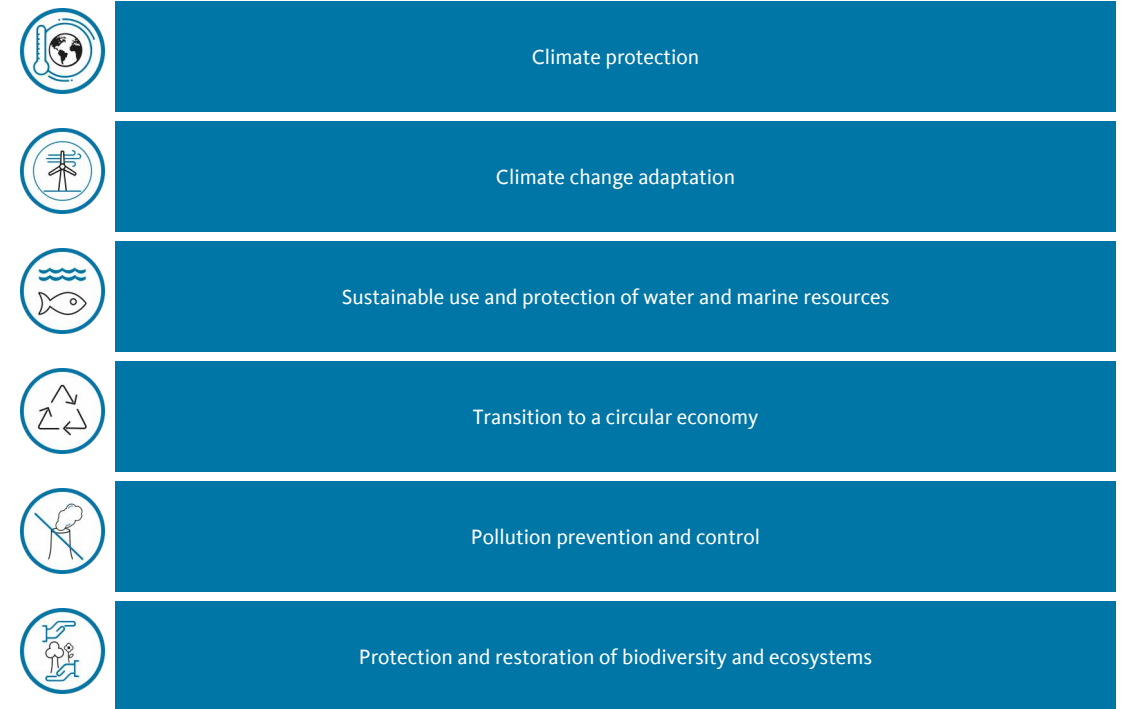 Climate protection
Climate change adaptation
Sustainable use and protection of water and marine resources
Transition to a circular economy
Pollution prevention and control
Protection and restoration of biodiversity and ecosystems